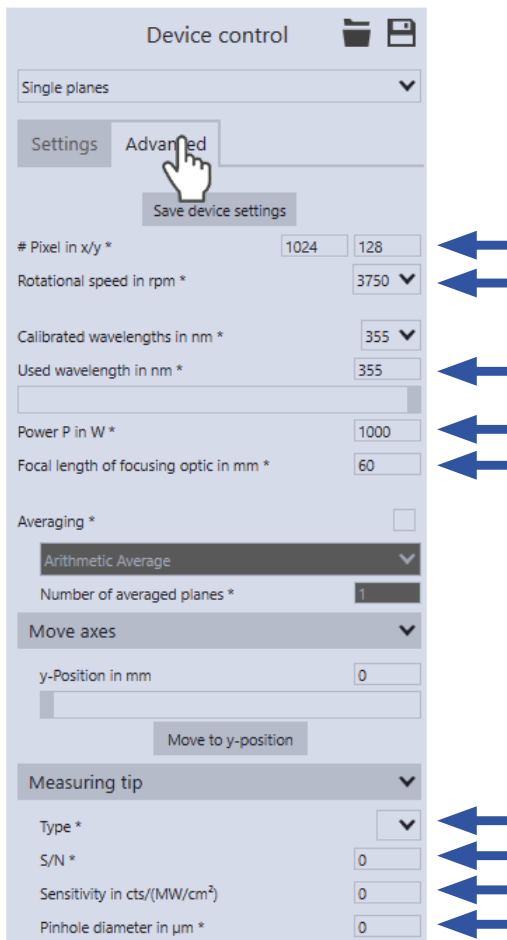 Device control
Single planes
Settings Advanced
Save device settings
# Pixel in x/y * 1024 128
Rotational speed in rpm * 3750
Calibrated wavelengths in nm * 355
Used wavelength in nm * 355
Power P in W * 1000
Focal length of focusing optic in mm * 60
Averaging *
Arithmetic Average
Number of averaged planes * 1
Move axes
y-Position in mm 0
Move to y-position
Measuring tip
Type *
S/N * 0
Sensitivity in cts/(MW/cm²) 0
Pinhole diameter in µm * 0